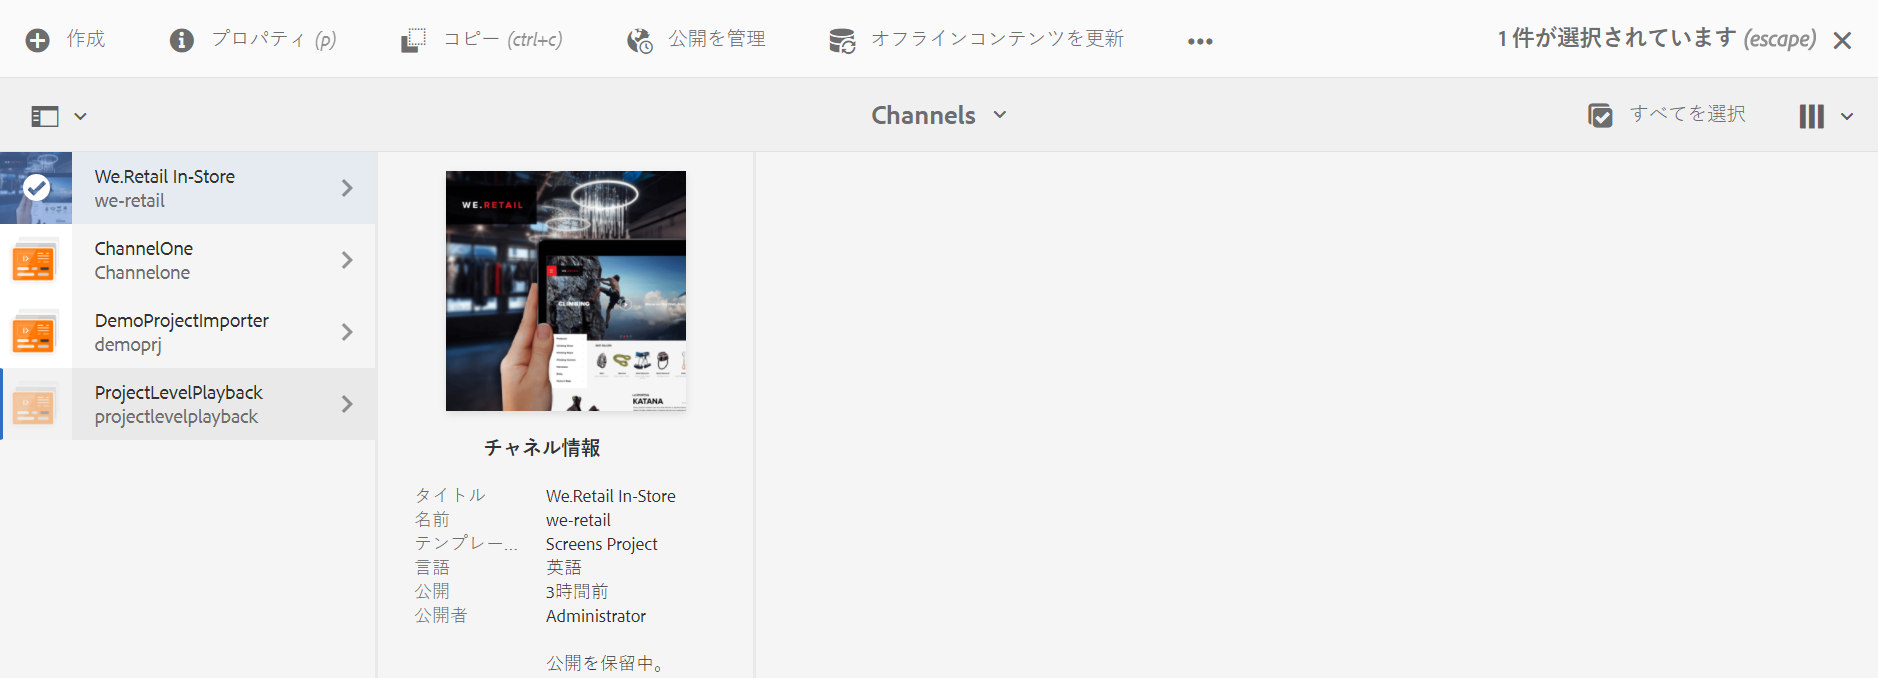 作成
プロパティ (p)
コピー (ctrl+c)
公開を管理
オフラインコンテンツを更新
1 件が選択されています (escape)
Channels
すべてを選択
We.Retail In-Store
we-retail
ChannelOne
Channelone
DemoProjectImporter
demoprj
ProjectLevelPlayback
projectlevelplayback
WE.RETAIL
CLIMBING
KATANA
チャネル情報
タイトル We.Retail In-Store
名前 we-retail
テンプレー... Screens Project
言語 英語
公開 3時間前
公開者 Administrator
公開を保留中。